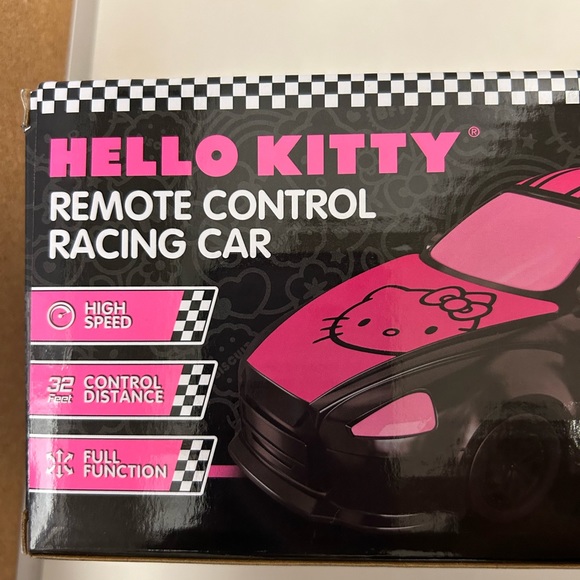 HELLO KITTY®
REMOTE CONTROL
RACING CAR
HIGH
SPEED
32
Feet
CONTROL
DISTANCE
FULL
FUNCTION